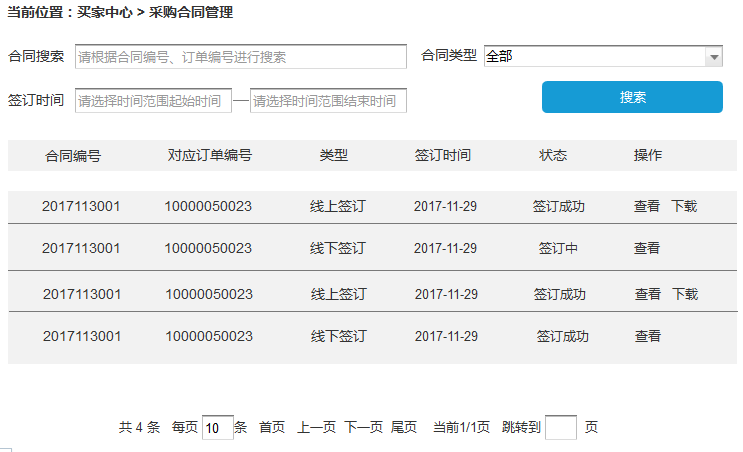 当前位置：买家中心 > 采购合同管理
合同搜索 请根据合同编号、订单编号进行搜索 合同类型 全部
签订时间 请选择时间范围起始时间 — 请选择时间范围结束时间 搜索
合同编号 对应订单编号 类型 签订时间 状态 操作
2017113001 10000050023 线上签订 2017-11-29 签订成功 查看 下载
2017113001 10000050023 线下签订 2017-11-29 签订中 查看
2017113001 10000050023 线上签订 2017-11-29 签订成功 查看 下载
2017113001 10000050023 线下签订 2017-11-29 签订成功 查看
共 4 条 每页 10 条 首页 上一页 下一页 尾页 当前1/1页 跳转到 页